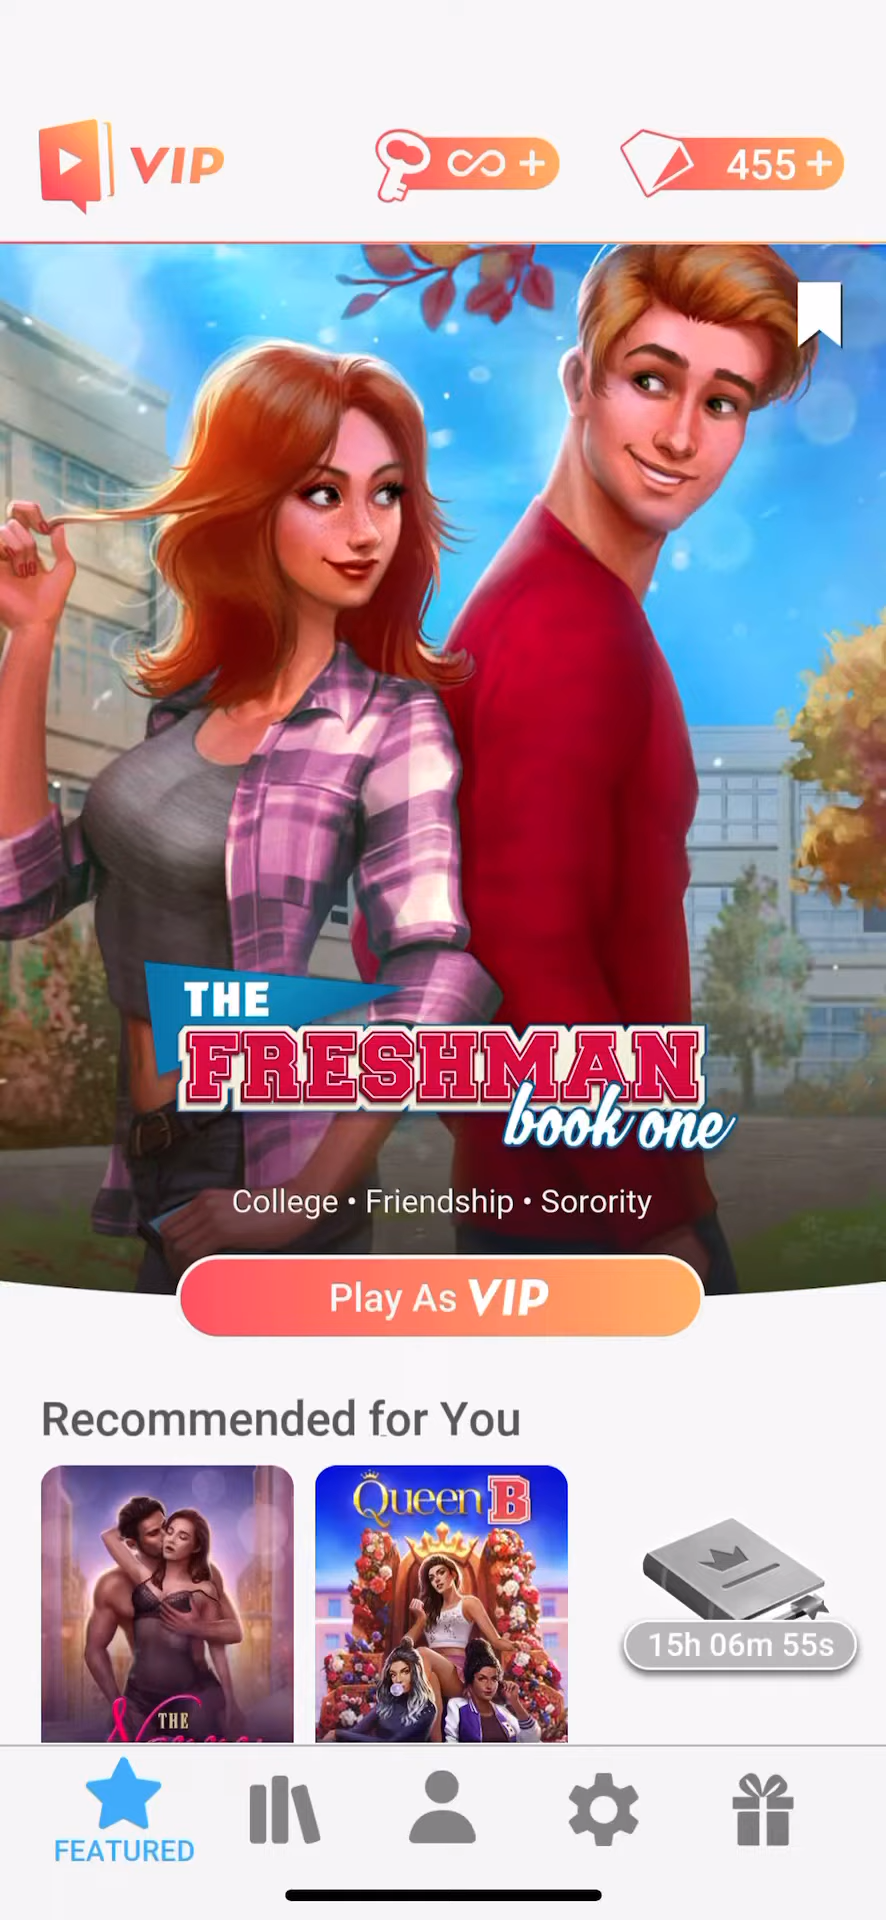 VIP
∞ +
455 +
THE
FRESHMAN
book one
College • Friendship • Sorority
Play As VIP
Recommended for You
THE
Queen B
15h 06m 55s
FEATURED